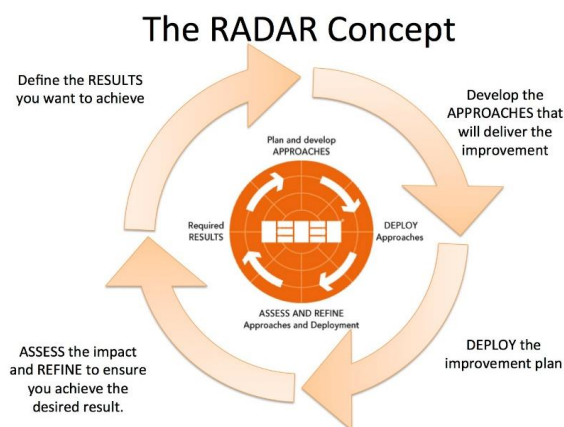 The RADAR Concept
Define the RESULTS
you want to achieve
Develop the
APPROACHES that
will deliver the
improvement
Plan and develop
APPROACHES
Required
RESULTS
DEPLOY
Approaches
ASSESS AND REFINE
Approaches and Deployment
ASSESS the impact
and REFINE to ensure
you achieve the
desired result.
DEPLOY the
improvement plan